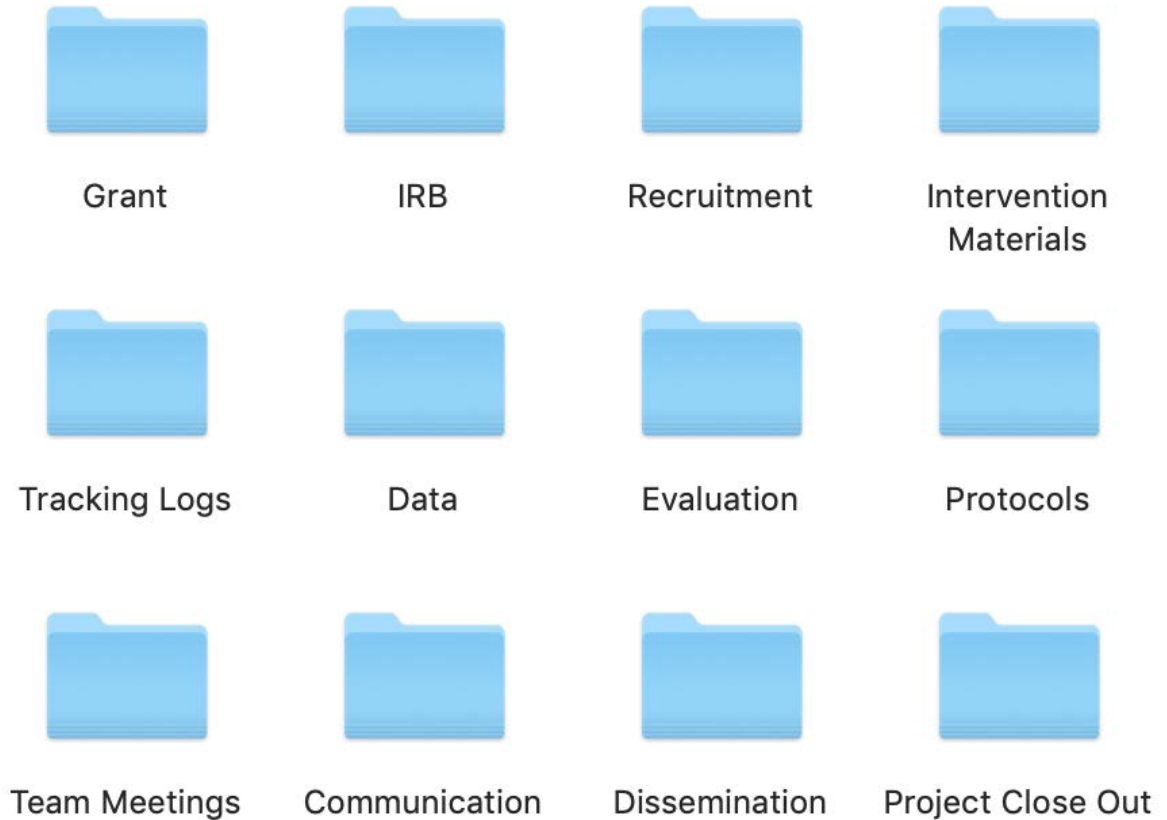 Grant
IRB
Recruitment
Intervention
Materials
Tracking Logs
Data
Evaluation
Protocols
Team Meetings
Communication
Dissemination
Project Close Out